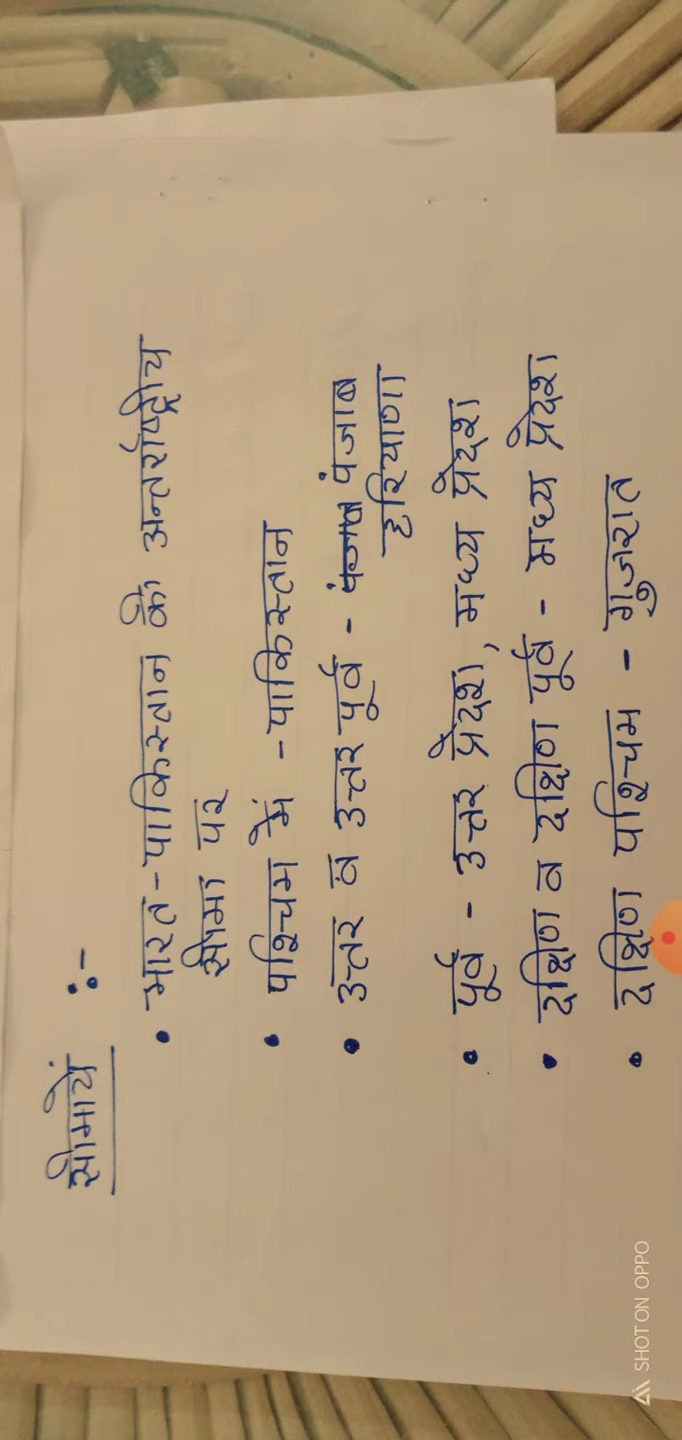 सीमायें :-
• भारत-पाकिस्तान के अन्तर्राष्ट्रीय
सीमा पर
• पश्चिम में - पाकिस्तान
• उत्तर व उत्तर पूर्व - पंजाब पंजाब
हरियाणा
• पूर्व - उत्तर प्रदेश, मध्य प्रदेश
• दक्षिण व दक्षिण पूर्व - मध्य प्रदेश
• दक्षिण पश्चिम - गुजरात
SHOT ON OPPO